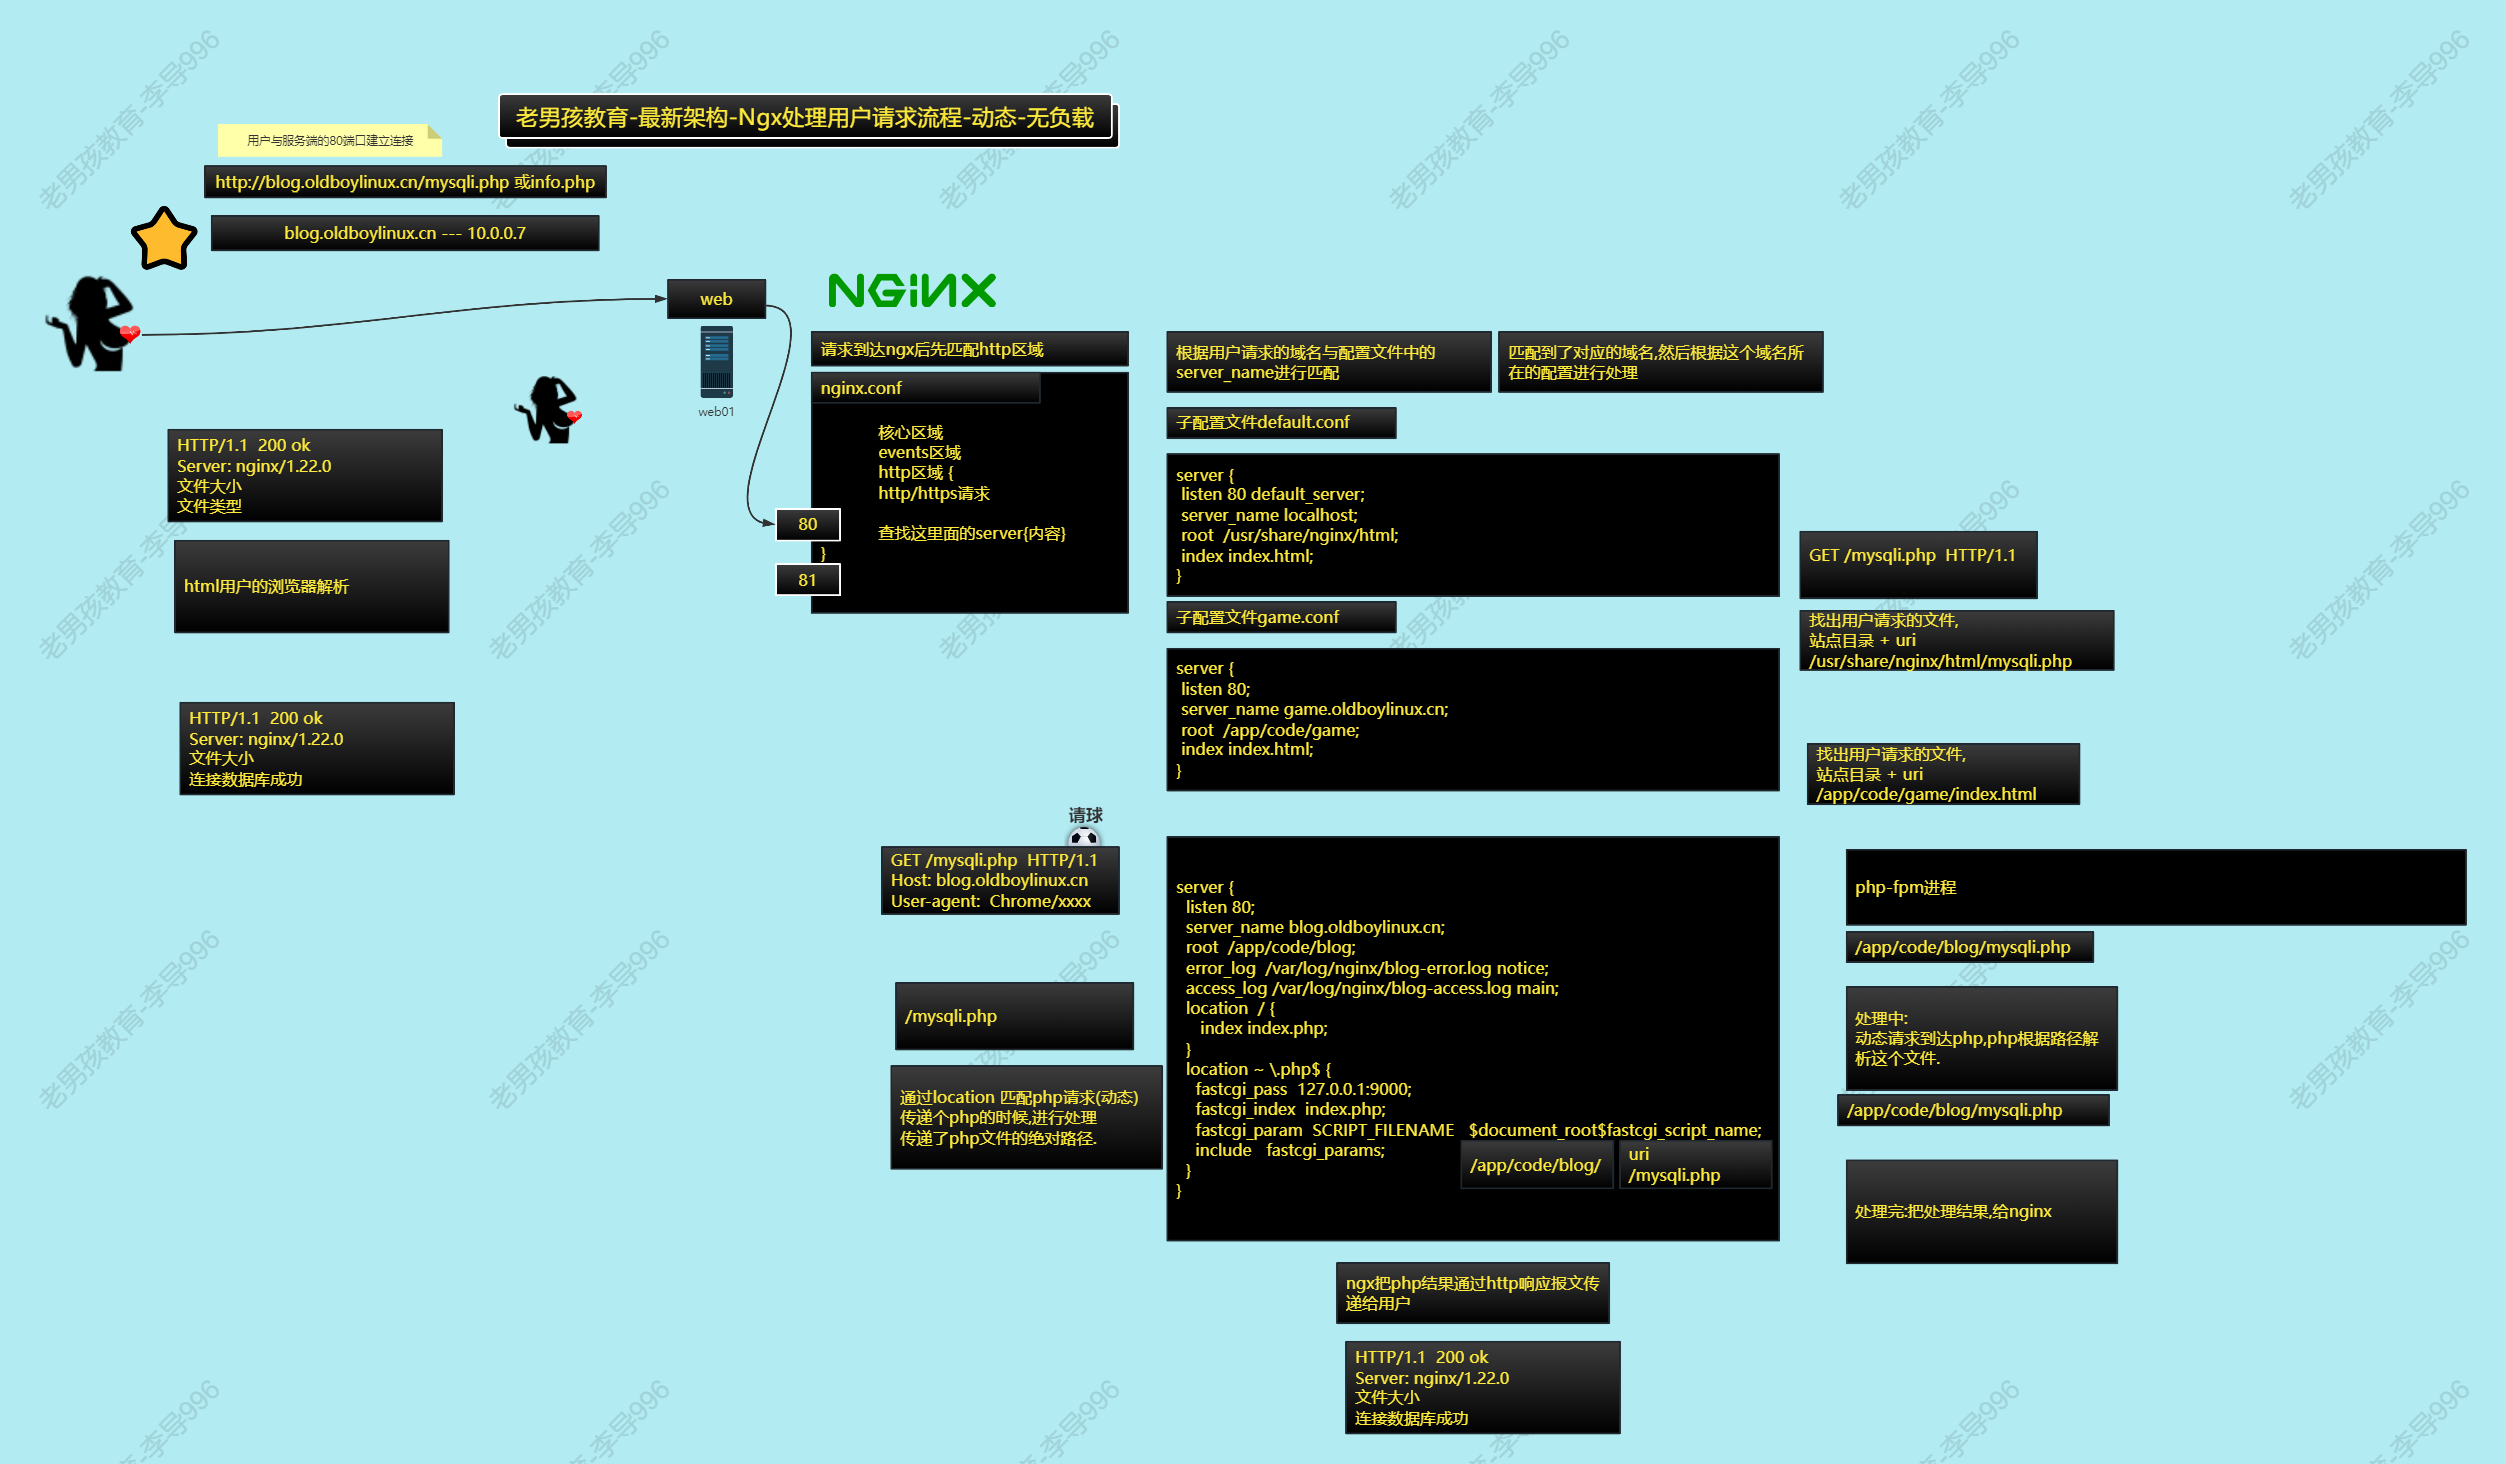 老男孩教育-最新架构-Ngx处理用户请求流程-动态-无负载
用户与服务端的80端口建立连接
http://blog.oldboylinux.cn/mysqli.php 或info.php
blog.oldboylinux.cn --- 10.0.0.7
web
web01
NGINX
HTTP/1.1  200 ok
Server: nginx/1.22.0
文件大小
文件类型
html用户的浏览器解析
HTTP/1.1  200 ok
Server: nginx/1.22.0
文件大小
连接数据库成功
请求到达ngx后先匹配http区域
nginx.conf
核心区域
events区域
http区域 {
http/https请求
查找这里面的server{内容}
}
80
81
根据用户请求的域名与配置文件中的
server_name进行匹配
匹配到了对应的域名,然后根据这个域名所
在的配置进行处理
子配置文件default.conf
server {
listen 80 default_server;
server_name localhost;
root  /usr/share/nginx/html;
index index.html;
}
子配置文件game.conf
server {
listen 80;
server_name game.oldboylinux.cn;
root  /app/code/game;
index index.html;
}
GET /mysqli.php  HTTP/1.1
找出用户请求的文件,
站点目录 + uri
/usr/share/nginx/html/mysqli.php
找出用户请求的文件,
站点目录 + uri
/app/code/game/index.html
请球
GET /mysqli.php  HTTP/1.1
Host: blog.oldboylinux.cn
User-agent:  Chrome/xxxx
/mysqli.php
通过location 匹配php请求(动态)
传递个php的时候,进行处理
传递了php文件的绝对路径.
server {
listen 80;
server_name blog.oldboylinux.cn;
root  /app/code/blog;
error_log  /var/log/nginx/blog-error.log notice;
access_log /var/log/nginx/blog-access.log main;
location  / {
index index.php;
}
location ~ \.php$ {
fastcgi_pass  127.0.0.1:9000;
fastcgi_index  index.php;
fastcgi_param  SCRIPT_FILENAME   $document_root$fastcgi_script_name;
include   fastcgi_params;
}
}
/app/code/blog/
uri
/mysqli.php
php-fpm进程
/app/code/blog/mysqli.php
处理中:
动态请求到达php,php根据路径解
析这个文件.
/app/code/blog/mysqli.php
处理完:把处理结果,给nginx
ngx把php结果通过http响应报文传
递给用户
HTTP/1.1  200 ok
Server: nginx/1.22.0
文件大小
连接数据库成功
老男孩教育-李导996